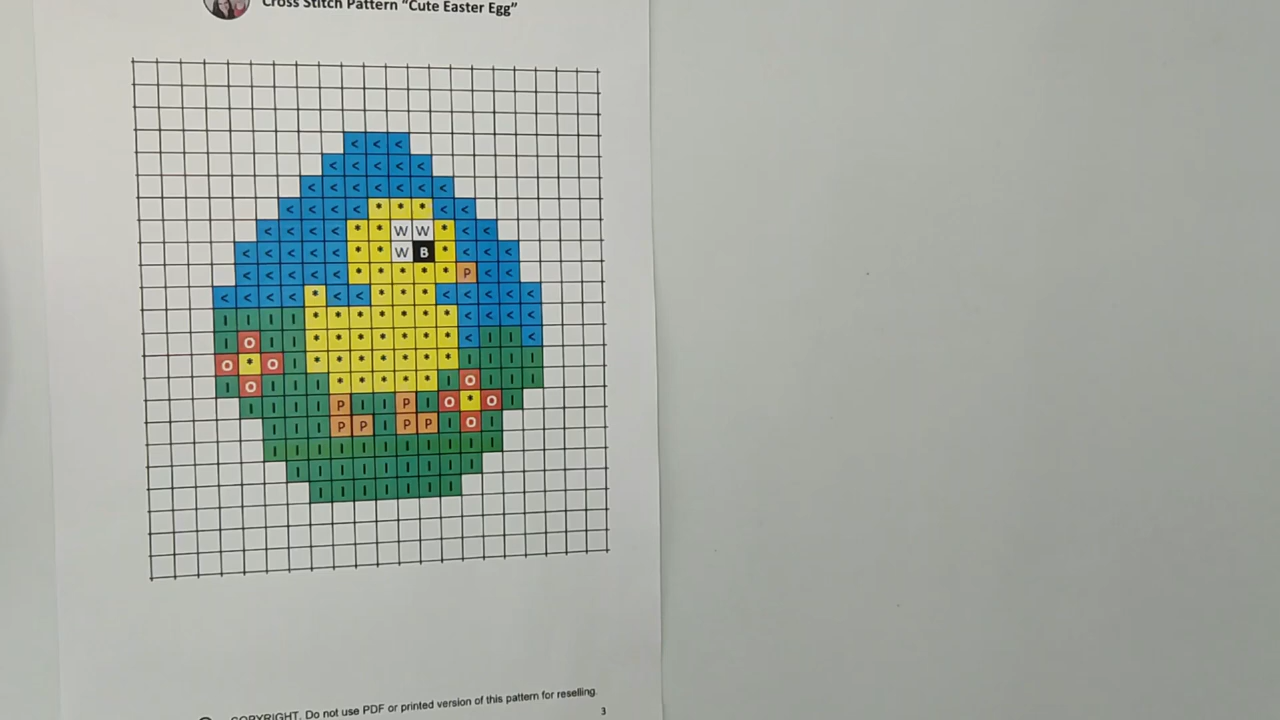 Cross Stitch Pattern "Cute Easter Egg"
< < <
< < < < <
< < < < < < <
< < < < * * * < <
< < < < * * W W * < <
< < < < < * * W B * < < <
< < < < < * * * * * P < <
< < < < * < < * * * < < < < <
I I I I * * * * * * * < < < <
I O I I * * * * * * * < I I <
O * O I * * * * * * * I I I I
I O I I I * * * * * I O I I I
I I I I P I I P I O * O I
I I I P P I P P I O I
I I I I I I I I I I I
I I I I I I I I I
I I I I I I I
COPYRIGHT. Do not use PDF or printed version of this pattern for reselling.
3